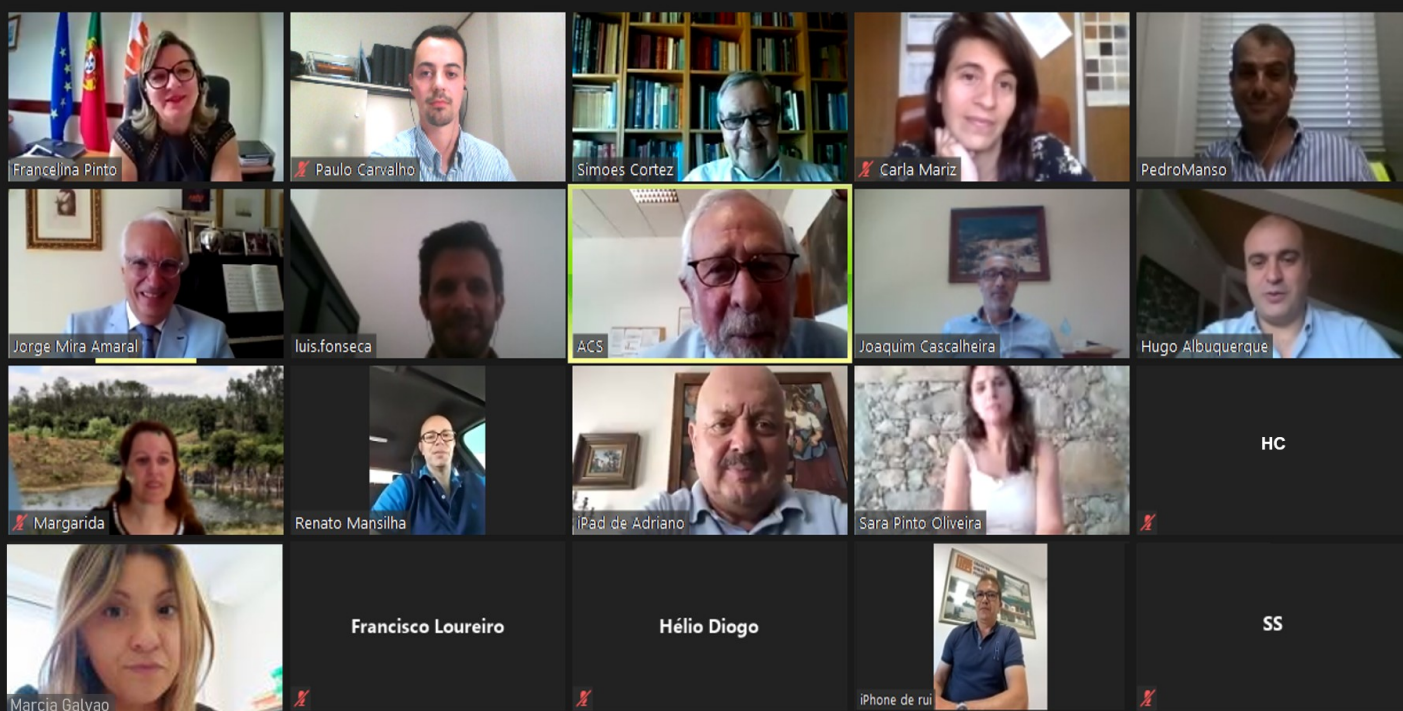 Francelina Pinto
Paulo Carvalho
Simoes Cortez
Carla Mariz
PedroManso
Jorge Mira Amaral
luis.fonseca
ACS
Joaquim Cascalheira
Hugo Albuquerque
Margarida
Renato Mansilha
iPad de Adriano
Sara Pinto Oliveira
HC
Marcia Galvao
Francisco Loureiro
Hélio Diogo
iPhone de rui
SS